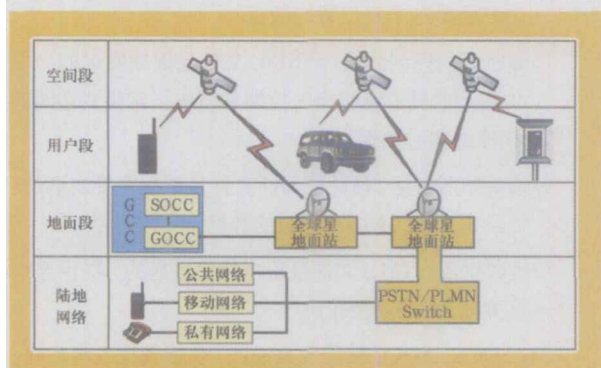 空间段
用户段
地面段
GCC
SOCC
GOCC
全球星
地面站
全球星
地面站
陆地
网络
公共网络
移动网络
私有网络
PSTN/PLMN
Switch